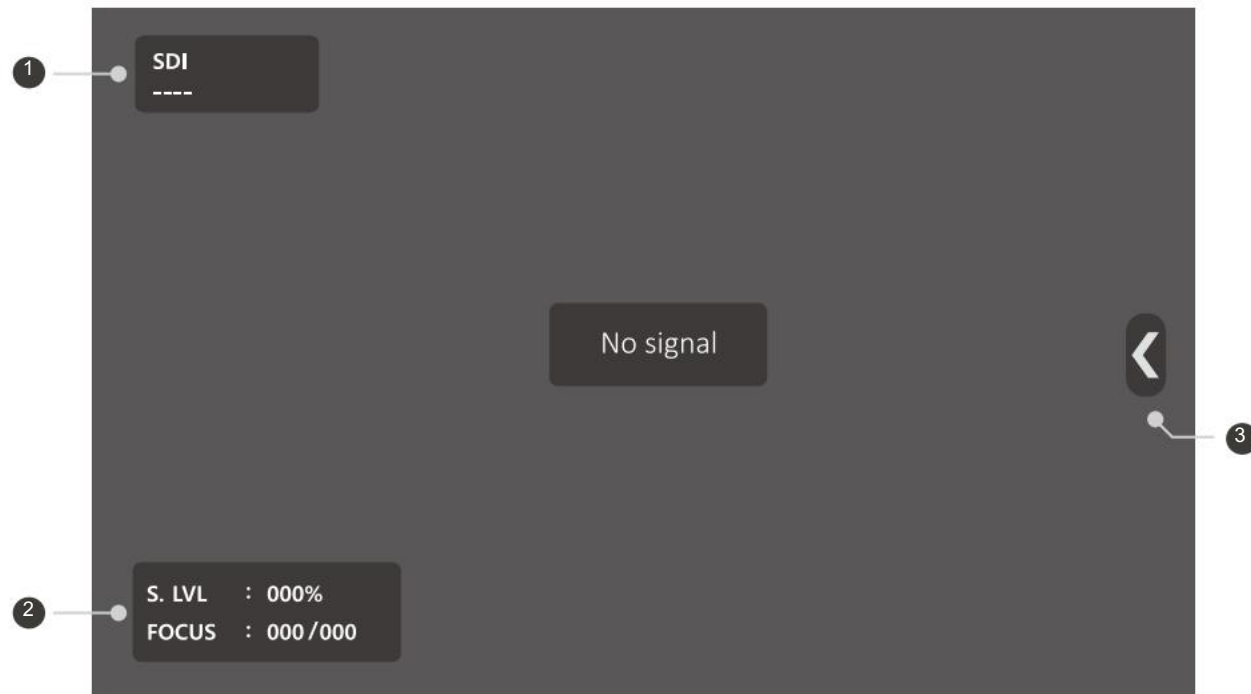 1
SDI
----
No signal
3
2
S. LVL : 000%
FOCUS : 000/000